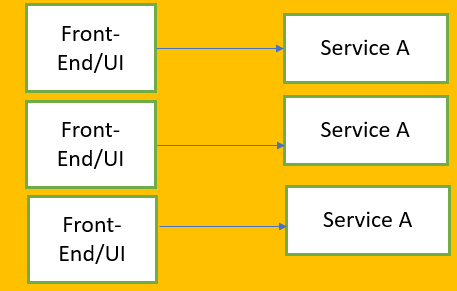 Front-
End/UI
Service A
Front-
End/UI
Service A
Front-
End/UI
Service A